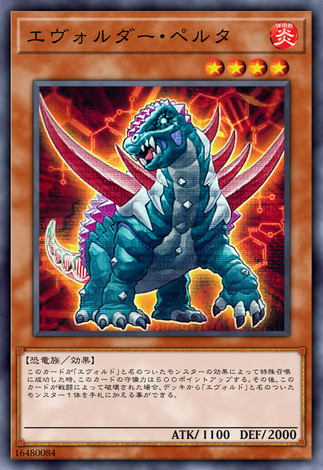 エヴォルダー・ペルタ
炎
【恐竜族／効果】
このカードが「エヴォルド」と名のついたモンスターの効果によって特殊召喚
に成功した時、このカードの守備力は５００ポイントアップする。その後、このカ
ードが戦闘によって破壊された場合、デッキから「エヴォルド」と名のついた
モンスター１体を手札に加える事ができる。
ATK/1100 DEF/2000
16480084